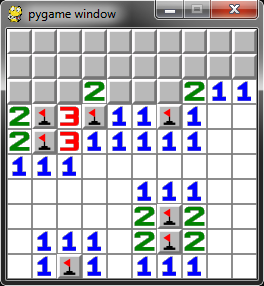 pygame window
2 2 1 1
2 3 1 1 1
2 3 1 1 1 1 1
1 1 1
1 1 1
2 2
1 1 1 2 2
1 1 1 1 1